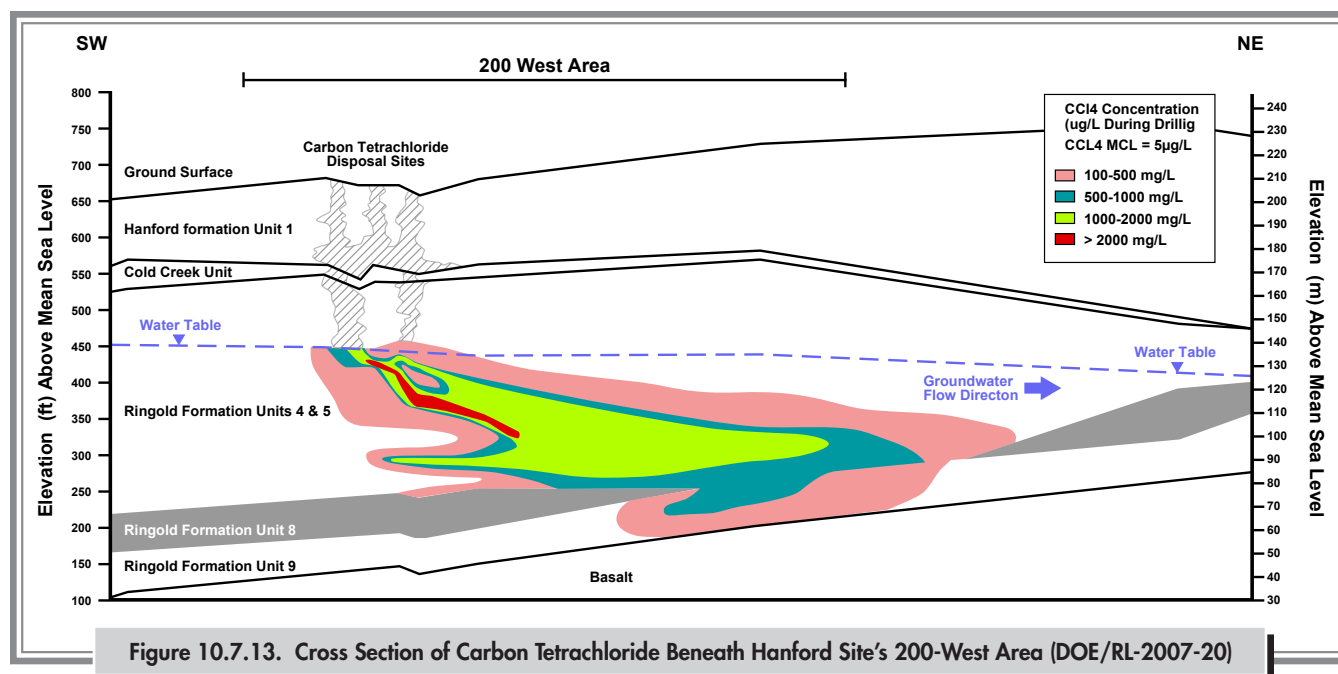 SW
NE
200 West Area
Carbon Tetrachloride
Disposal Sites
CCl4 Concentration
(ug/L During Drillig
CCL4 MCL = 5µg/L
100-500 mg/L
500-1000 mg/L
1000-2000 mg/L
> 2000 mg/L
Elevation (ft) Above Mean Sea Level
800
750
700
650
600
550
500
450
400
350
300
250
200
150
100
Ground Surface
Hanford formation Unit 1
Cold Creek Unit
Water Table
Water Table
Groundwater
Flow Directon
Ringold Formation Units 4 & 5
Ringold Formation Unit 8
Ringold Formation Unit 9
Basalt
240
230
220
210
200
190
180
170
160
150
140
130
120
110
100
90
80
70
60
50
40
30
Elevation (m) Above Mean Sea Level
Figure 10.7.13. Cross Section of Carbon Tetrachloride Beneath Hanford Site's 200-West Area (DOE/RL-2007-20)